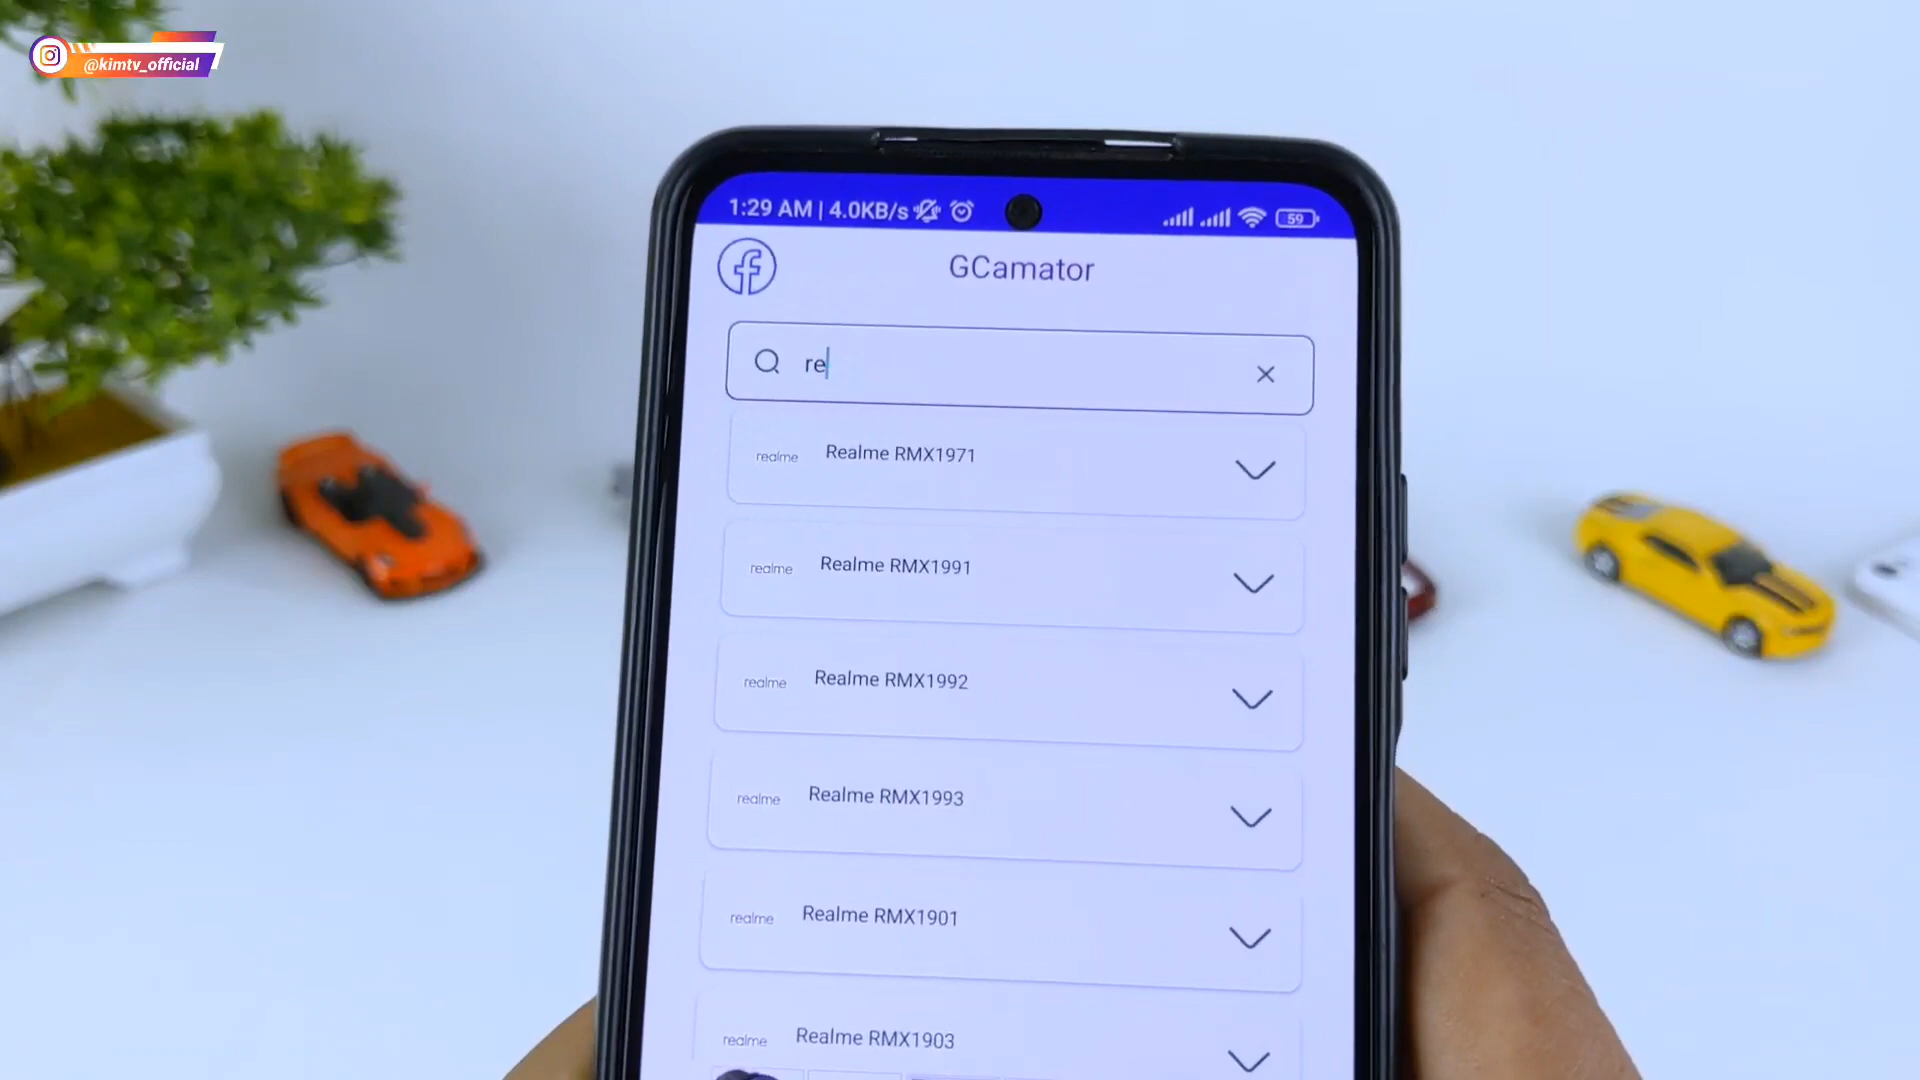 @kimtv_official
1:29 AM | 4.0KB/s
59
GCamator
re
realme Realme RMX1971
realme Realme RMX1991
realme Realme RMX1992
realme Realme RMX1993
realme Realme RMX1901
realme Realme RMX1903